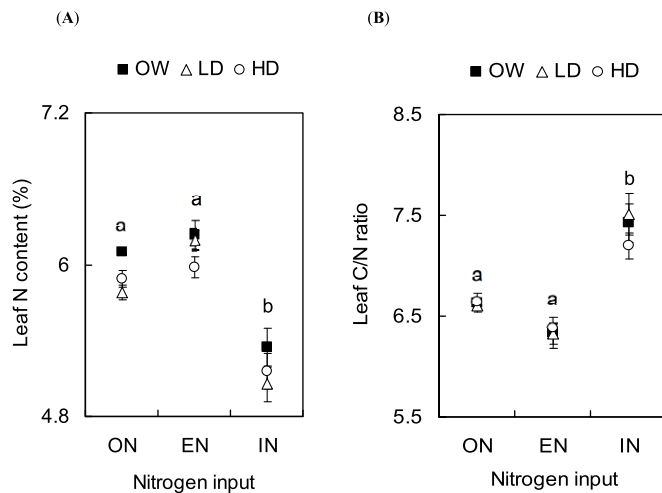 (A)
■ OW △ LD ○ HD
7.2
6
4.8
Leaf N content (%)
a
a
b
ON EN IN
Nitrogen input
(B)
■ OW △ LD ○ HD
8.5
7.5
6.5
5.5
Leaf C/N ratio
a
a
b
ON EN IN
Nitrogen input